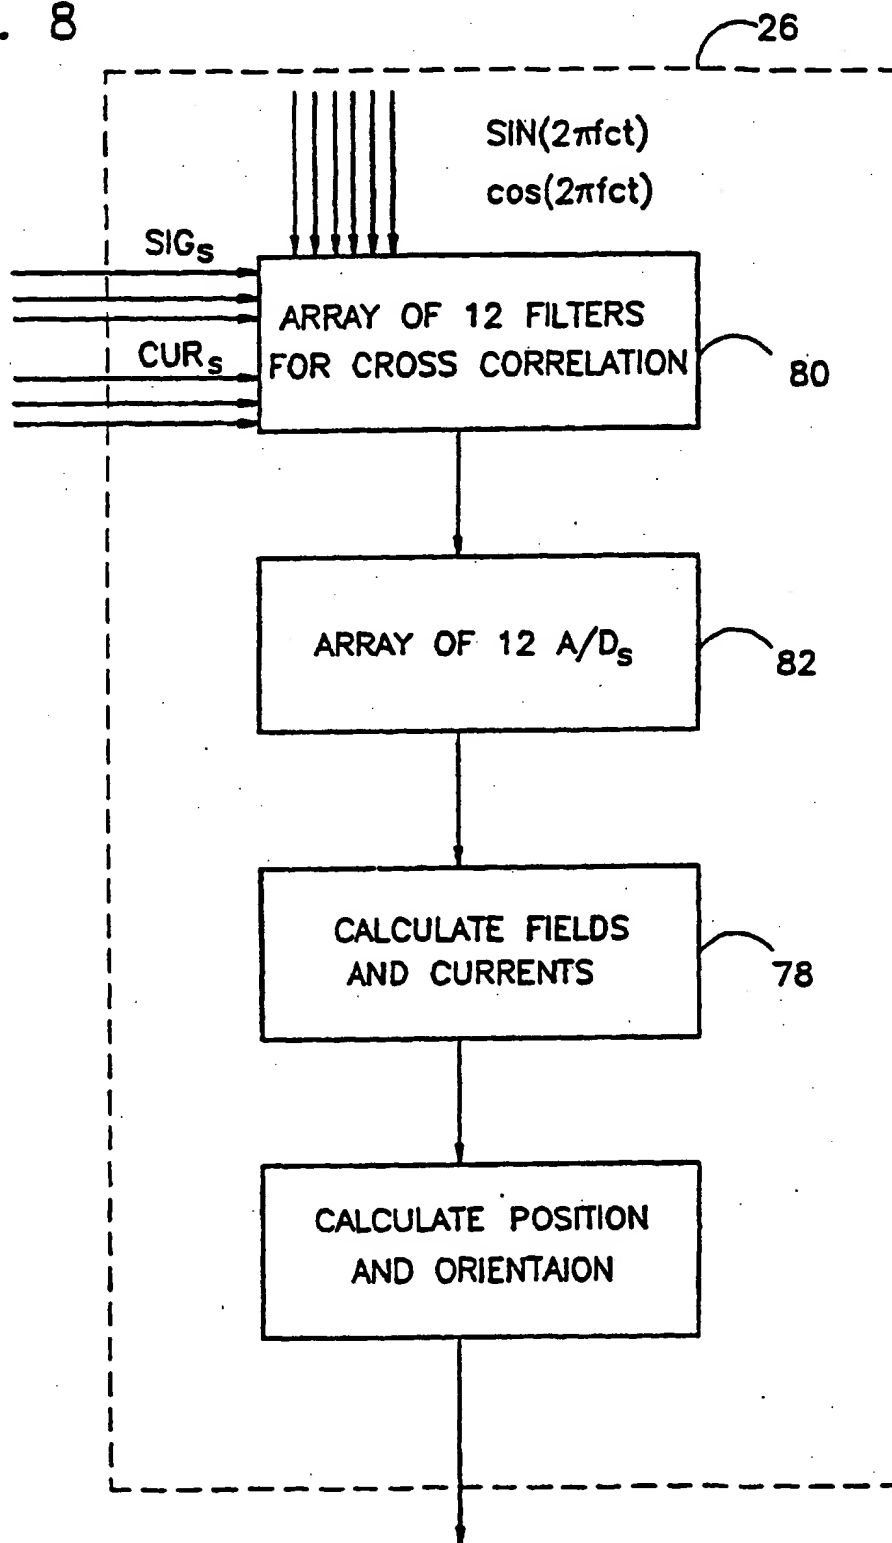 . 8
26
SIN(2πfct)
cos(2πfct)
SIGs
ARRAY OF 12 FILTERS
FOR CROSS CORRELATION
CURs
80
ARRAY OF 12 A/Ds
82
CALCULATE FIELDS
AND CURRENTS
78
CALCULATE POSITION
AND ORIENTAION